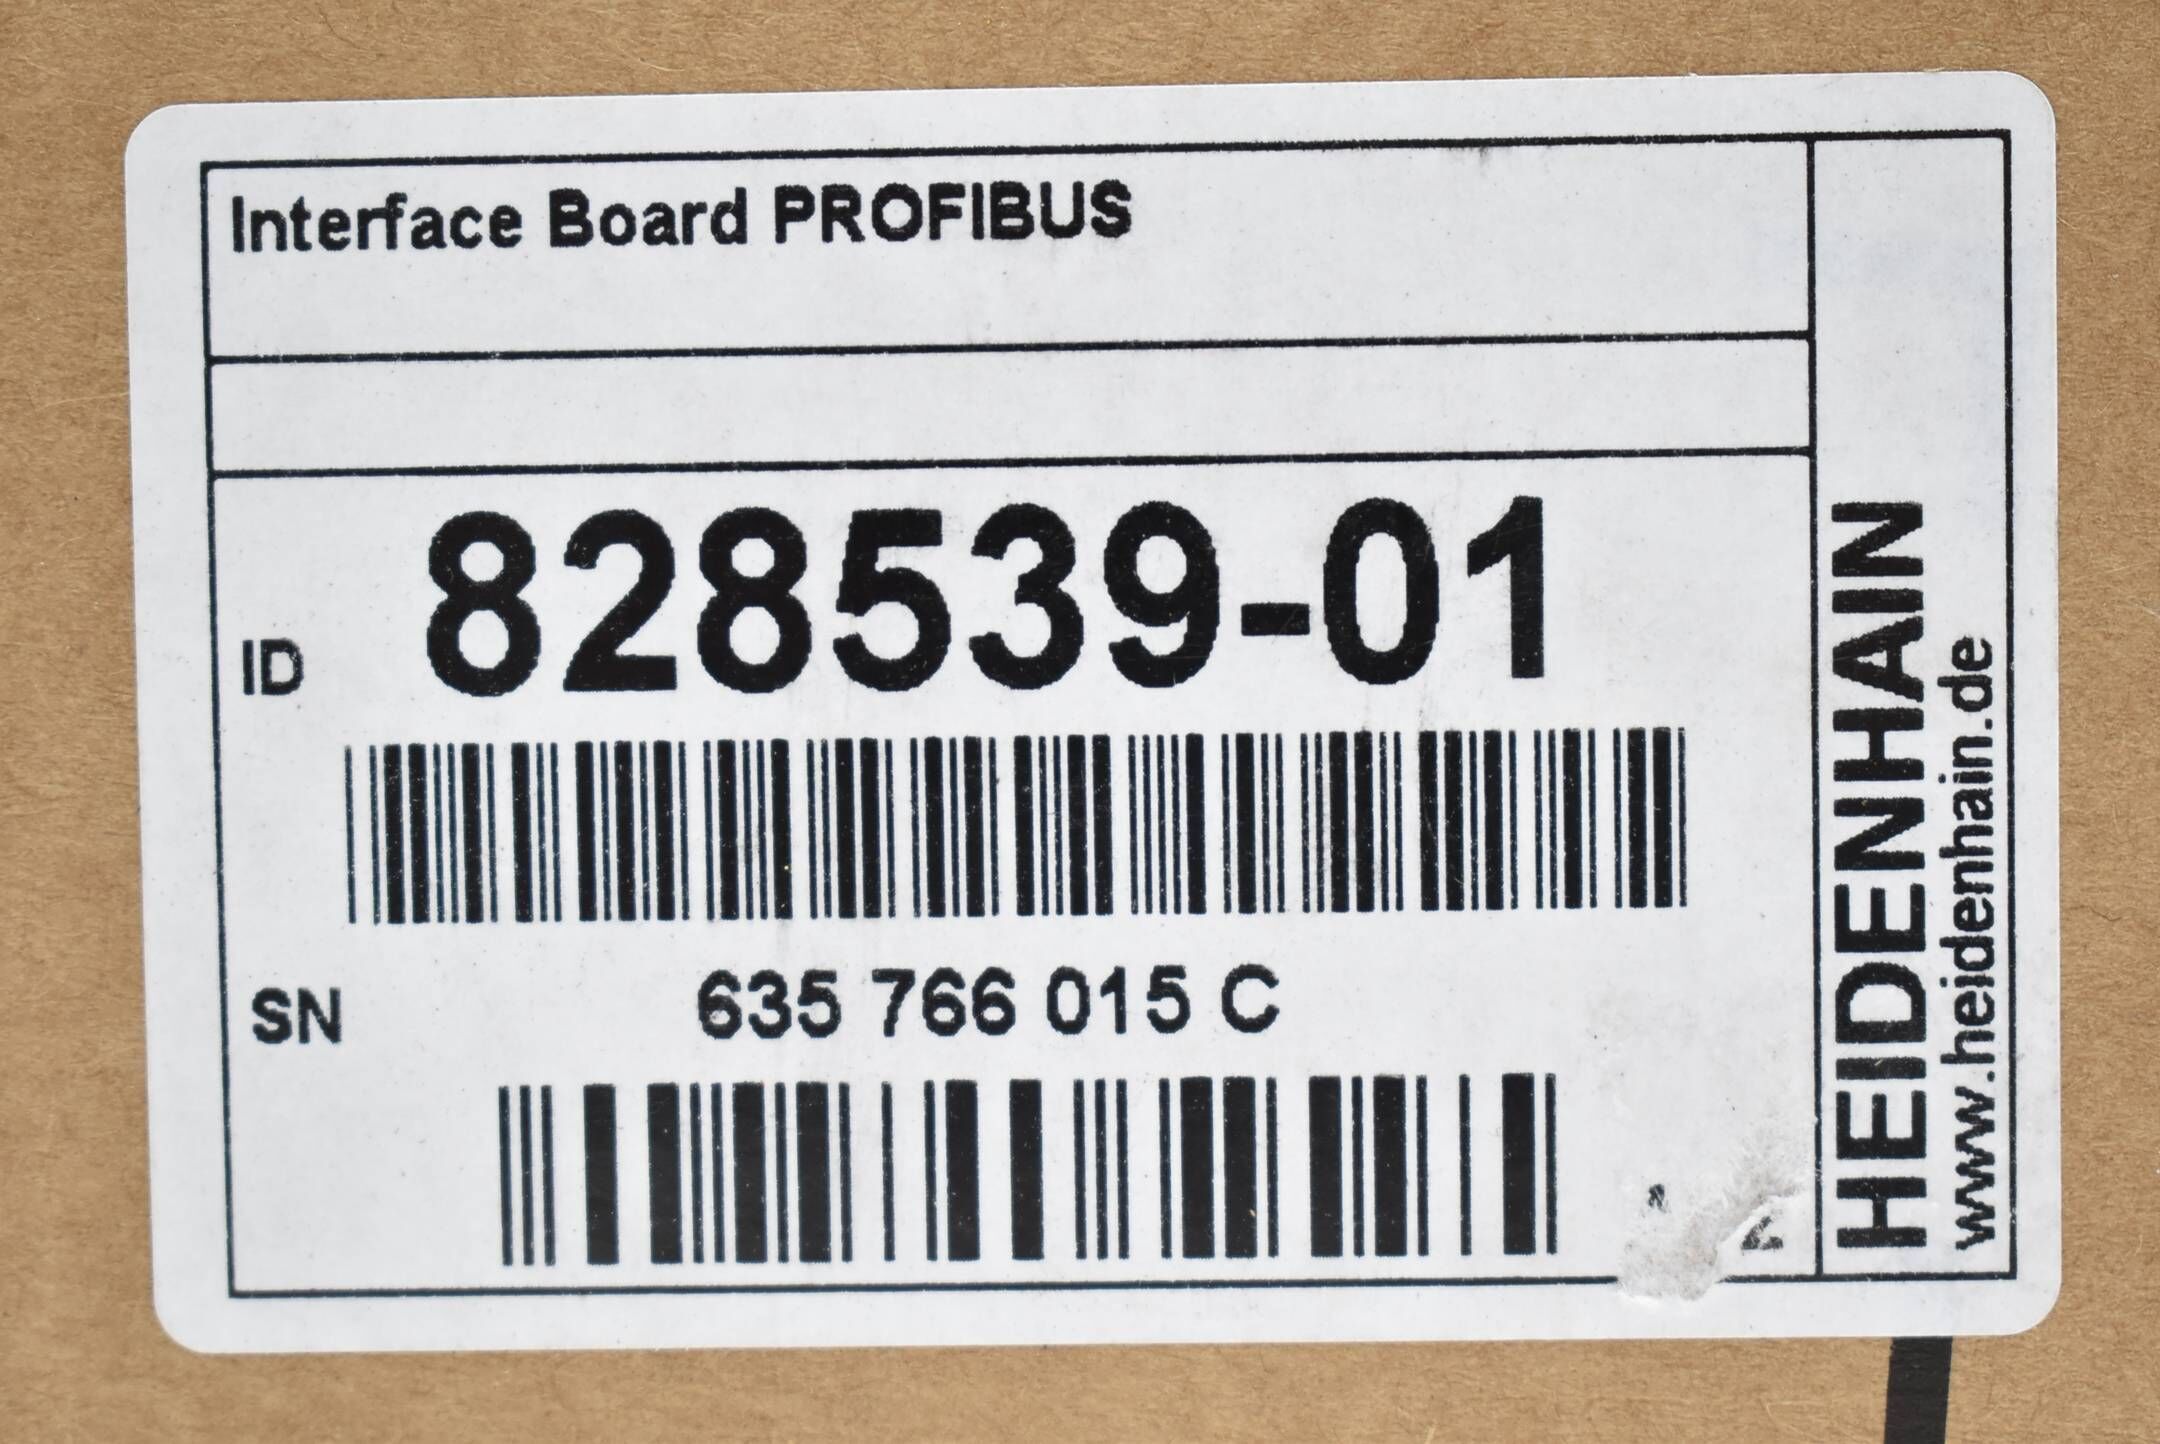 Interface Board PROFIBUS
ID 828539-01
SN 635 766 015 C
HEIDENHAIN
www.heidenhain.de